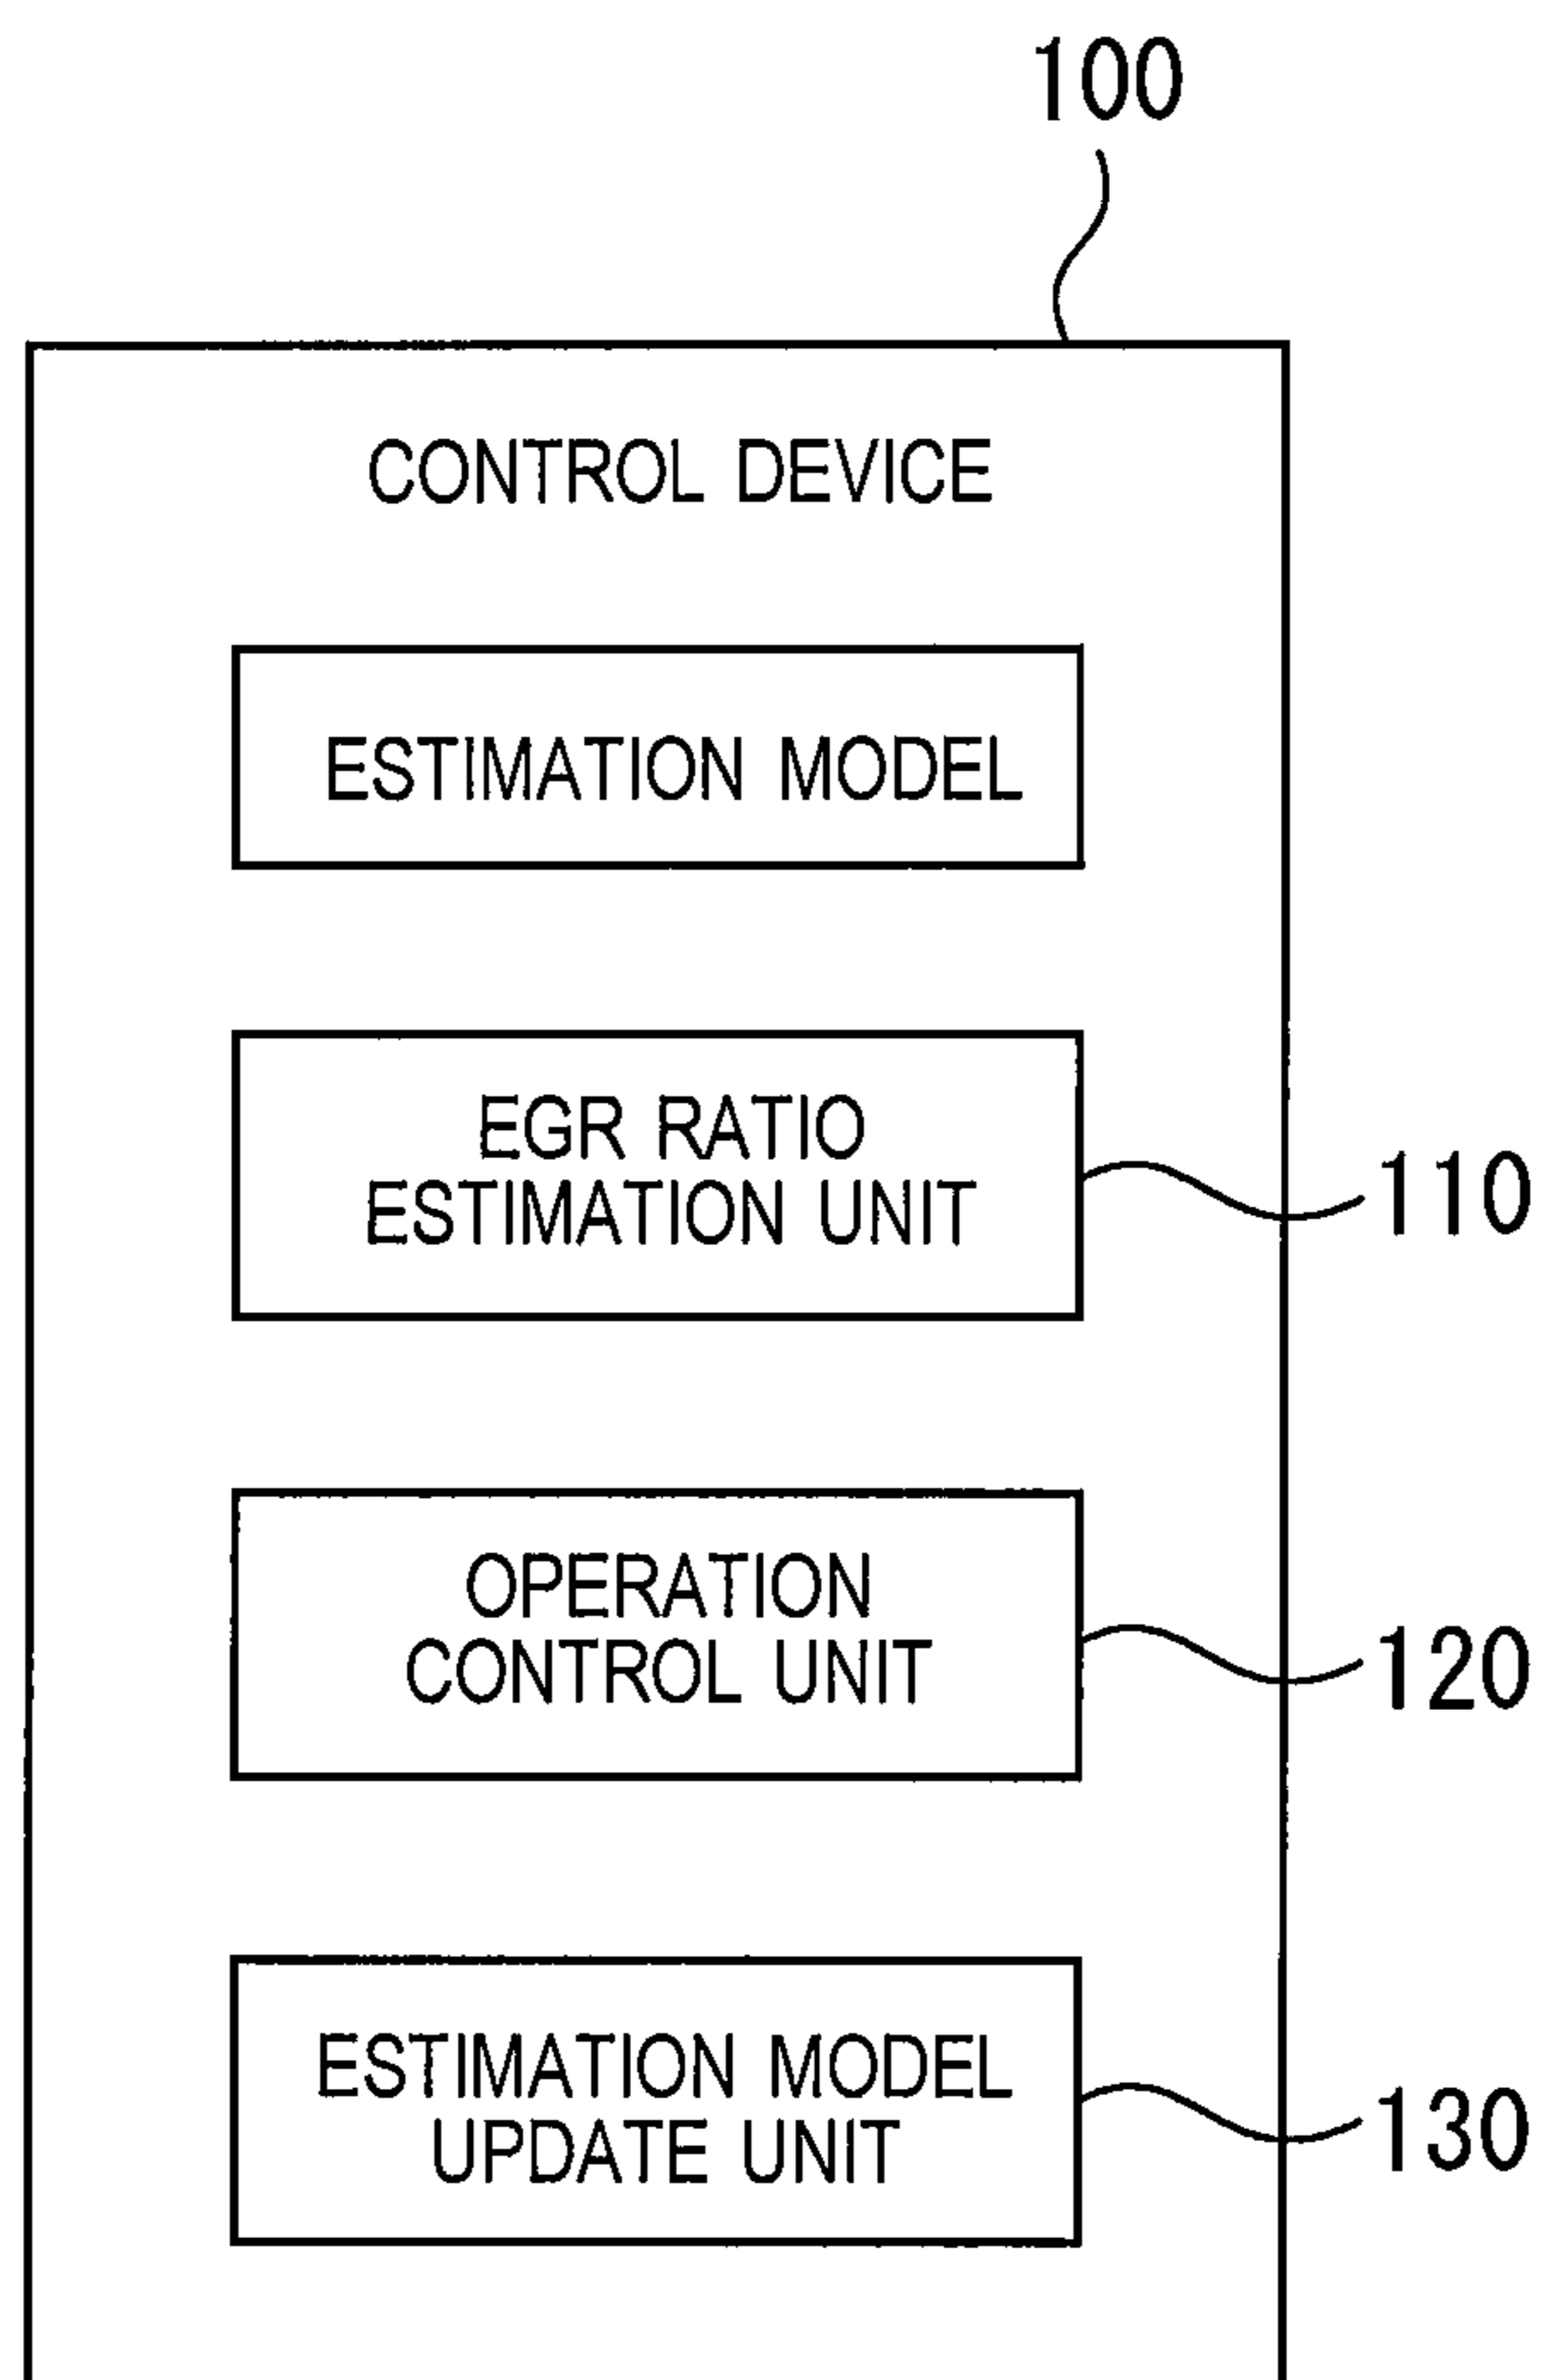 100
CONTROL DEVICE
ESTIMATION MODEL
EGR RATIO
ESTIMATION UNIT
110
OPERATION
CONTROL UNIT
120
ESTIMATION MODEL
UPDATE UNIT
130